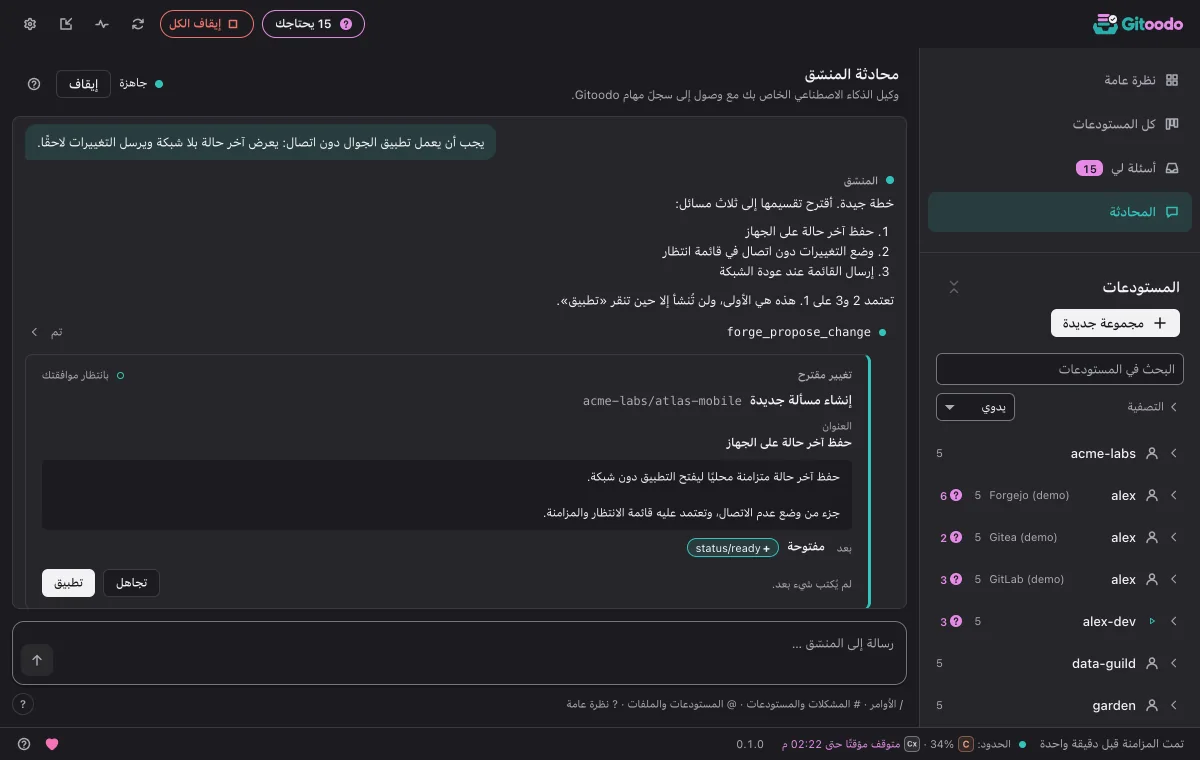 Gitoodo
15 يحتاجك
إيقاف الكل
نظرة عامة
كل المستودعات
أسئلة لي 15
المحادثة
المستودعات
مجموعة جديدة
البحث في المستودعات
التصفية
يدوي
acme-labs 5
alex Forgejo (demo) 5 6
alex Gitea (demo) 5 2
alex GitLab (demo) 5 3
alex-dev 5 3
data-guild 5
garden 5
محادثة المنسّق
وكيل الذكاء الاصطناعي الخاص بك مع وصول إلى سجلّ مهام Gitoodo.
جاهزة
إيقاف
يجب أن يعمل تطبيق الجوال دون اتصال: يعرض آخر حالة بلا شبكة ويرسل التغييرات لاحقًا.
المنسّق
خطة جيدة. أقترح تقسيمها إلى ثلاث مسائل:
1. حفظ آخر حالة على الجهاز
2. وضع التغييرات دون اتصال في قائمة انتظار
3. إرسال القائمة عند عودة الشبكة
تعتمد 2 و3 على 1. هذه هي الأولى، ولن تُنشأ إلا حين تنقر «تطبيق».
forge_propose_change
تم
تغيير مقترح
بانتظار موافقتك
إنشاء مسألة جديدة acme-labs/atlas-mobile
العنوان
حفظ آخر حالة على الجهاز
حفظ آخر حالة متزامنة محليًا ليفتح التطبيق دون شبكة.
جزء من وضع عدم الاتصال، وتعتمد عليه قائمة الانتظار والمزامنة.
بعد مفتوحة + status/ready
لم يُكتب شيء بعد.
تجاهل
تطبيق
رسالة إلى المنسّق ...
/ الأوامر · # المشكلات والمستودعات · @ المستودعات والملفات · ? نظرة عامة
?
تمت المزامنة قبل دقيقة واحدة
الحدود: C 34% · Cx متوقف مؤقتًا حتى 02:22 م
0.1.0